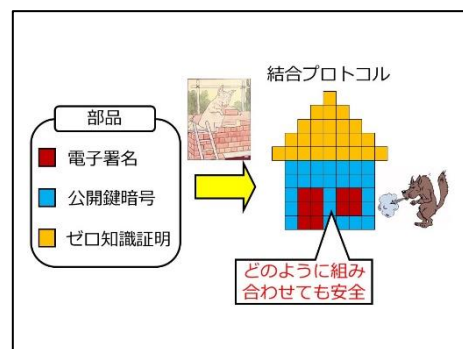 結合プロトコル
部品
電子署名
公開鍵暗号
ゼロ知識証明
どのように組み
合わせても安全